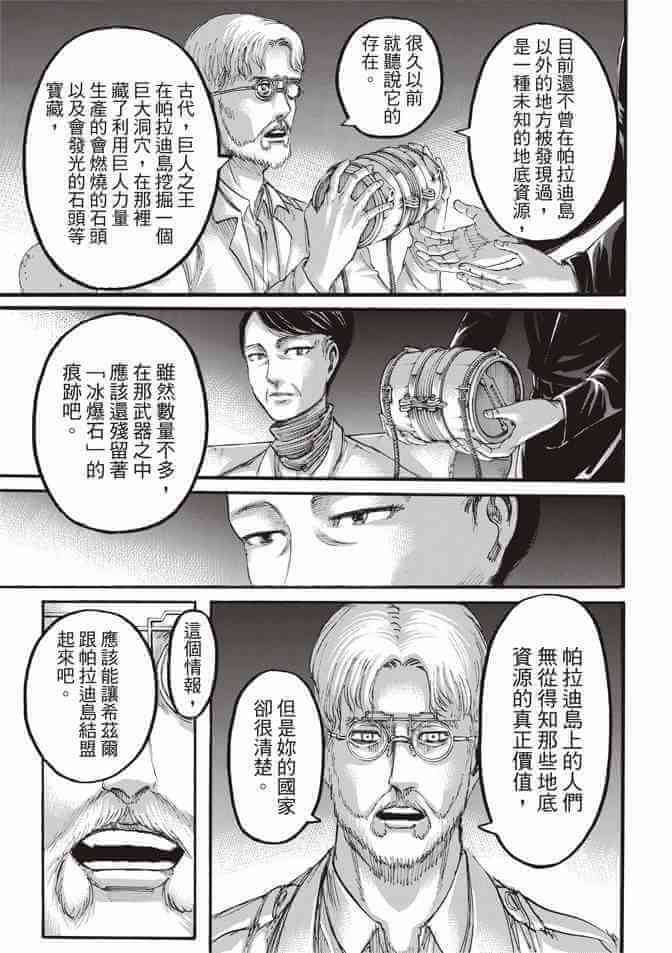 目前還不曾在帕拉迪島
以外的地方被發現過，
是一種未知的地底資源，
很久以前
就聽說它的
存在。
古代，巨人之王
在帕拉迪島挖掘一個
巨大洞穴，在那裡
藏了利用巨人力量
生產的會燃燒的石頭
以及會發光的石頭等
寶藏，
雖然數量不多，
在那武器之中
應該還殘留著
「冰爆石」的
痕跡吧。
帕拉迪島上的人們
無從得知那些地底
資源的真正價值，
但是妳的國家
卻很清楚。
這個情報，
應該能讓希茲爾
跟帕拉迪島結盟
起來吧。